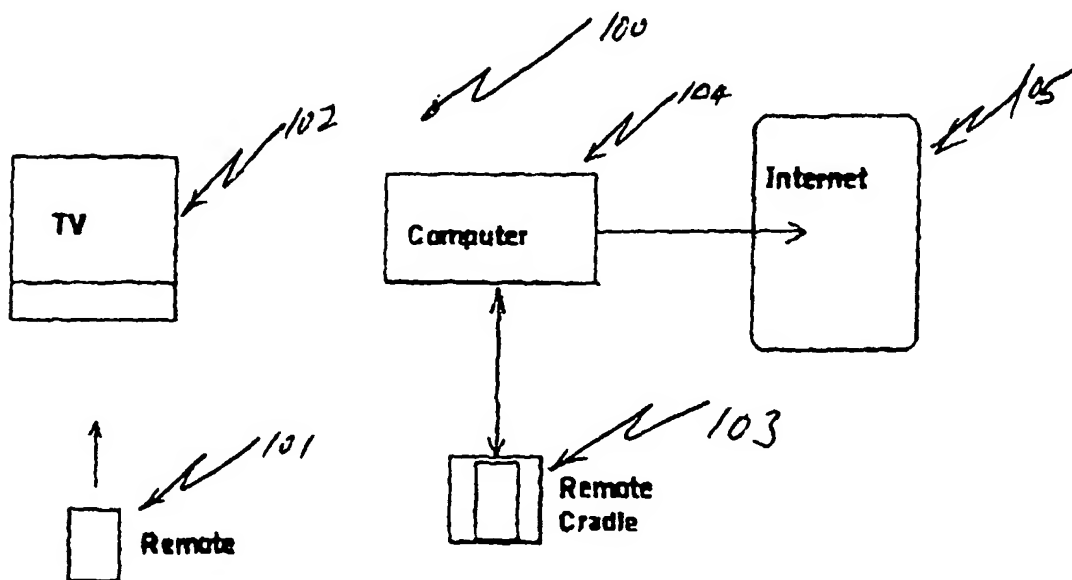 100
102
104
105
TV
Computer
Internet
101
103
Remote
Remote
Cradle